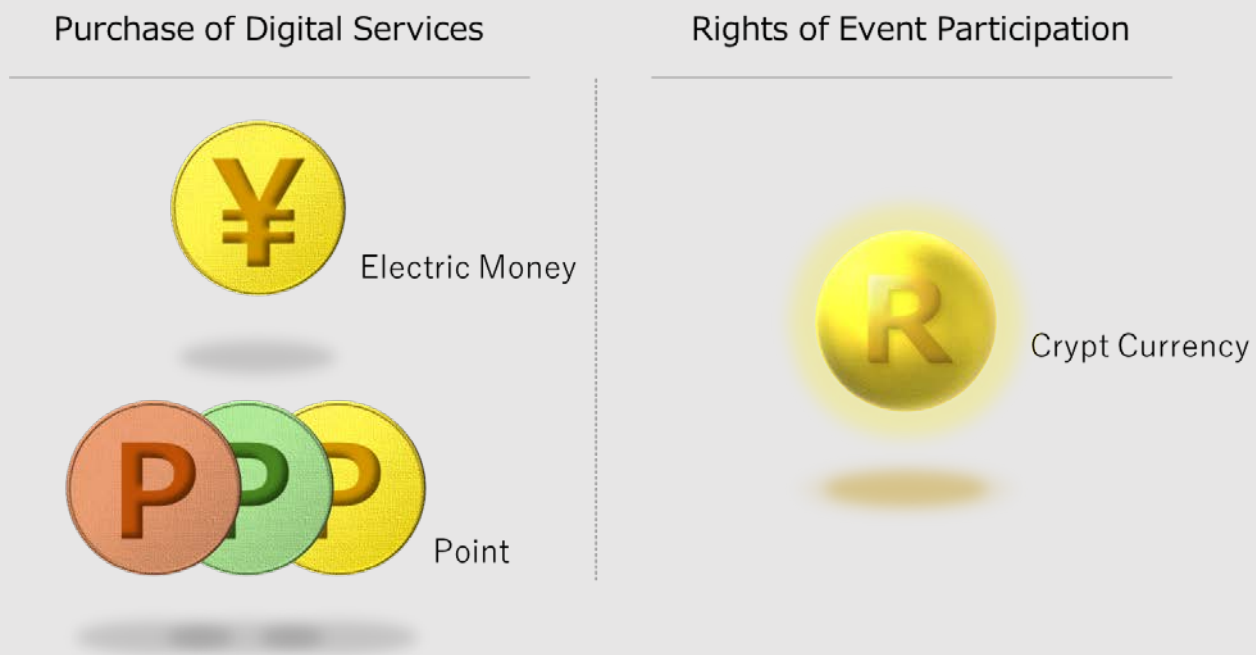 Purchase of Digital Services
¥
Electric Money
P P P
Point
Rights of Event Participation
R
Crypt Currency